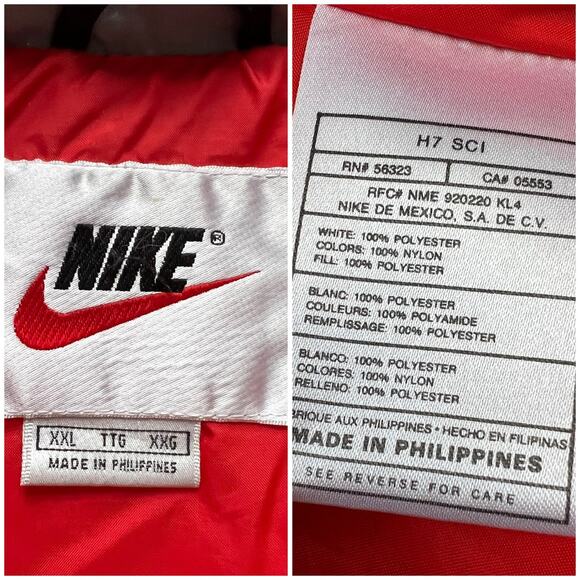 NIKE®
XXL TTG XXG
MADE IN PHILIPPINES
H7 SCI
RN# 56323 CA# 05553
RFC# NME 920220 KL4
NIKE DE MEXICO, S.A. DE C.V.
WHITE: 100% POLYESTER
COLORS: 100% NYLON
FILL: 100% POLYESTER
BLANC: 100% POLYESTER
COULEURS: 100% POLYAMIDE
REMPLISSAGE: 100% POLYESTER
BLANCO: 100% POLYESTER
COLORES: 100% NYLON
RELLENO: 100% POLYESTER
BRIQUE AUX PHILIPPINES • HECHO EN FILIPINAS
MADE IN PHILIPPINES
SEE REVERSE FOR CARE